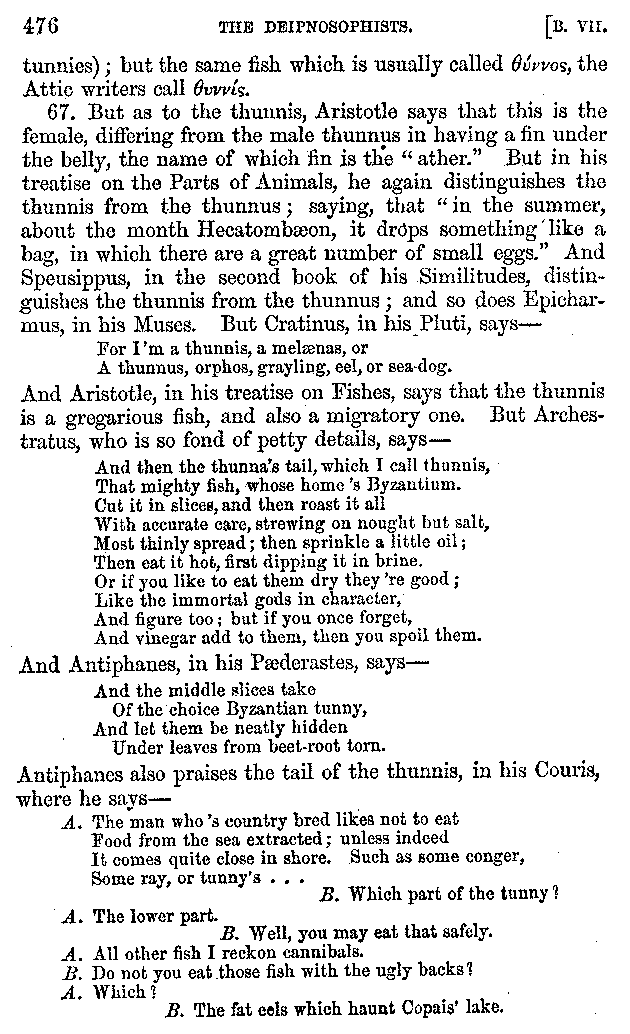 476 THE DEIPNOSOPHISTS. [B. VII.
tunnies); but the same fish which is usually called θύννος, the
Attic writers call θυννίς.
67. But as to the thunnis, Aristotle says that this is the
female, differing from the male thunnus in having a fin under
the belly, the name of which fin is the “ather.” But in his
treatise on the Parts of Animals, he again distinguishes the
thunnis from the thunnus; saying, that “in the summer,
about the month Hecatombæon, it drops something like a
bag, in which there are a great number of small eggs.” And
Speusippus, in the second book of his Similitudes, distin-
guishes the thunnis from the thunnus; and so does Epichar-
mus, in his Muses. But Cratinus, in his Pluti, says—
For I'm a thunnis, a melænas, or
A thunnus, orphos, grayling, eel, or sea-dog.
And Aristotle, in his treatise on Fishes, says that the thunnis
is a gregarious fish, and also a migratory one. But Arches-
tratus, who is so fond of petty details, says—
And then the thunna's tail, which I call thunnis,
That mighty fish, whose home 's Byzantium.
Cut it in slices, and then roast it all
With accurate care, strewing on nought but salt,
Most thinly spread; then sprinkle a little oil;
Then eat it hot, first dipping it in brine.
Or if you like to eat them dry they 're good;
Like the immortal gods in character,
And figure too; but if you once forget,
And vinegar add to them, then you spoil them.
And Antiphanes, in his Pæderastes, says—
And the middle slices take
Of the choice Byzantian tunny,
And let them be neatly hidden
Under leaves from beet-root torn.
Antiphanes also praises the tail of the thunnis, in his Couris,
where he says—
A. The man who 's country bred likes not to eat
Food from the sea extracted; unless indeed
It comes quite close in shore. Such as some conger,
Some ray, or tunny's . . .
B. Which part of the tunny?
A. The lower part.
B. Well, you may eat that safely.
A. All other fish I reckon cannibals.
B. Do not you eat those fish with the ugly backs?
A. Which?
B. The fat eels which haunt Copais' lake.